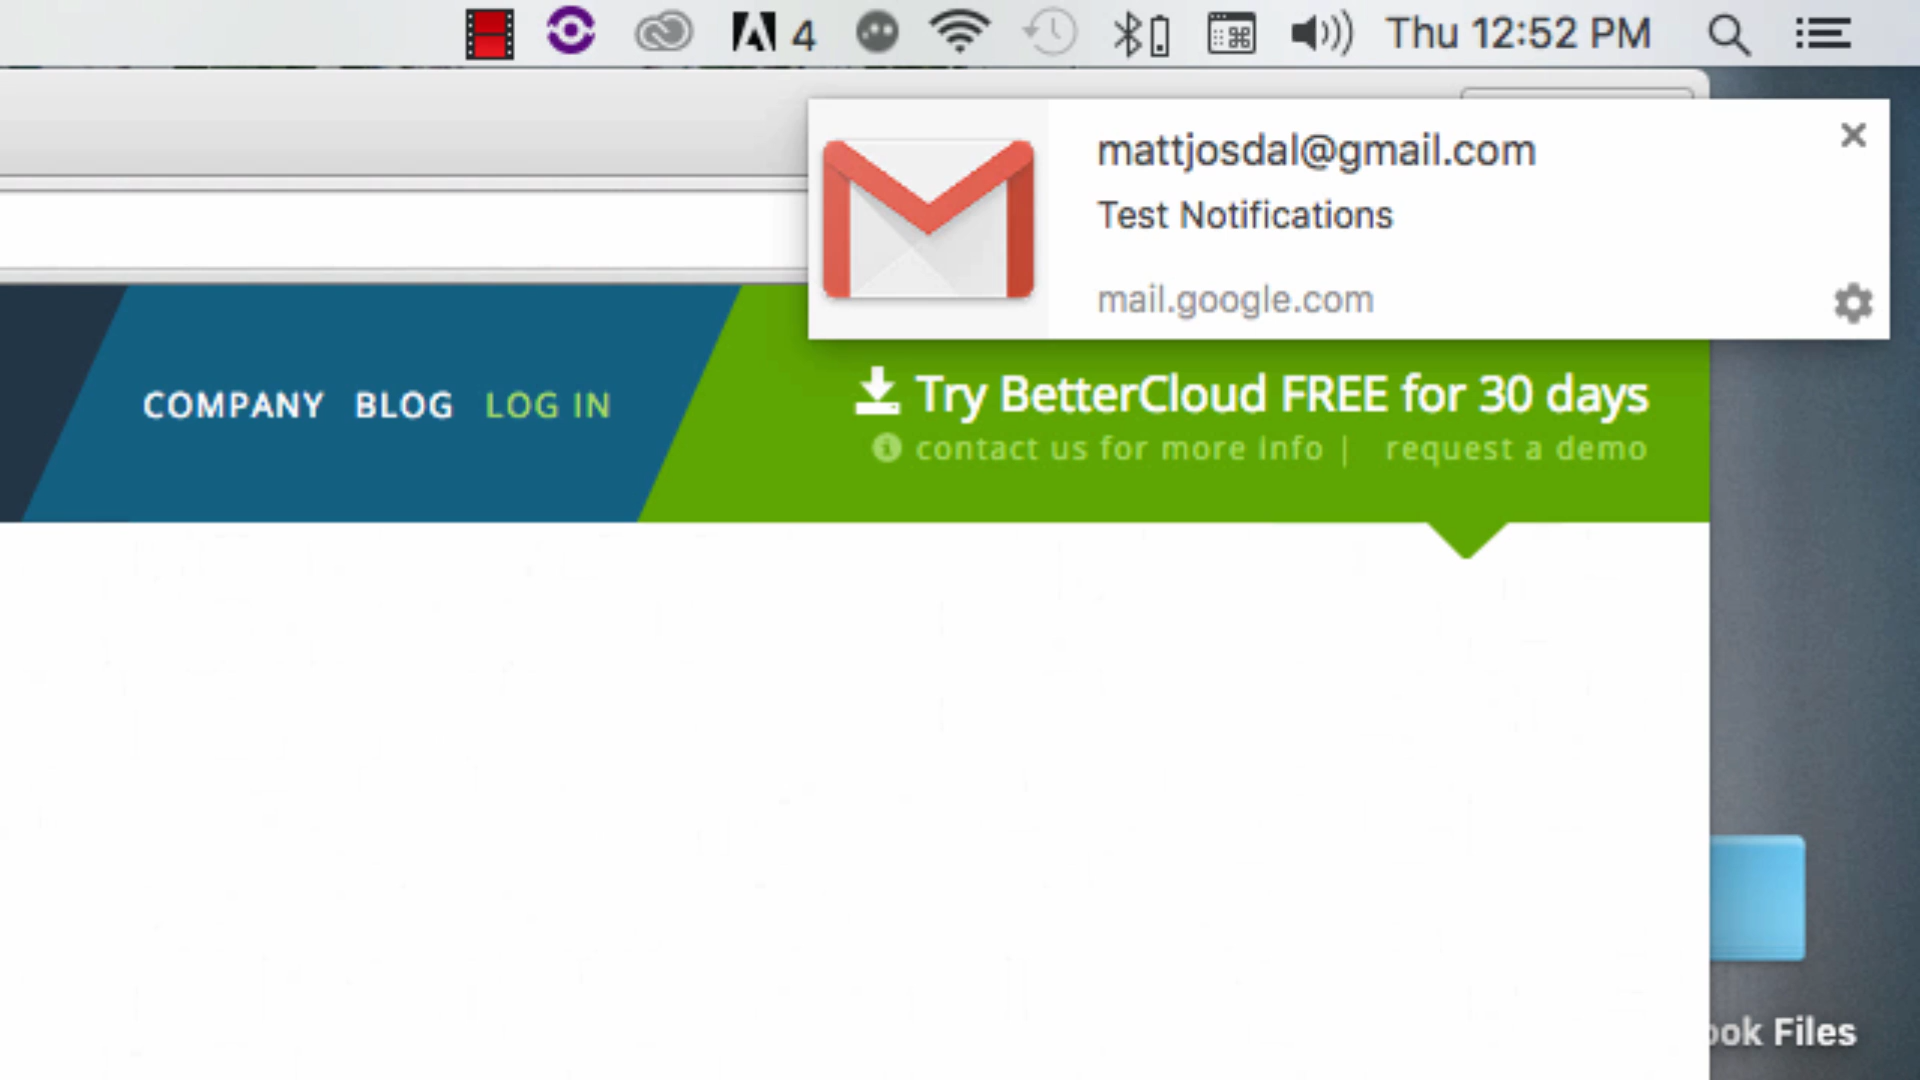 4 Thu 12:52 PM
mattjosdal@gmail.com
Test Notifications
mail.google.com
COMPANY BLOG LOG IN
Try BetterCloud FREE for 30 days
contact us for more info | request a demo
ook Files